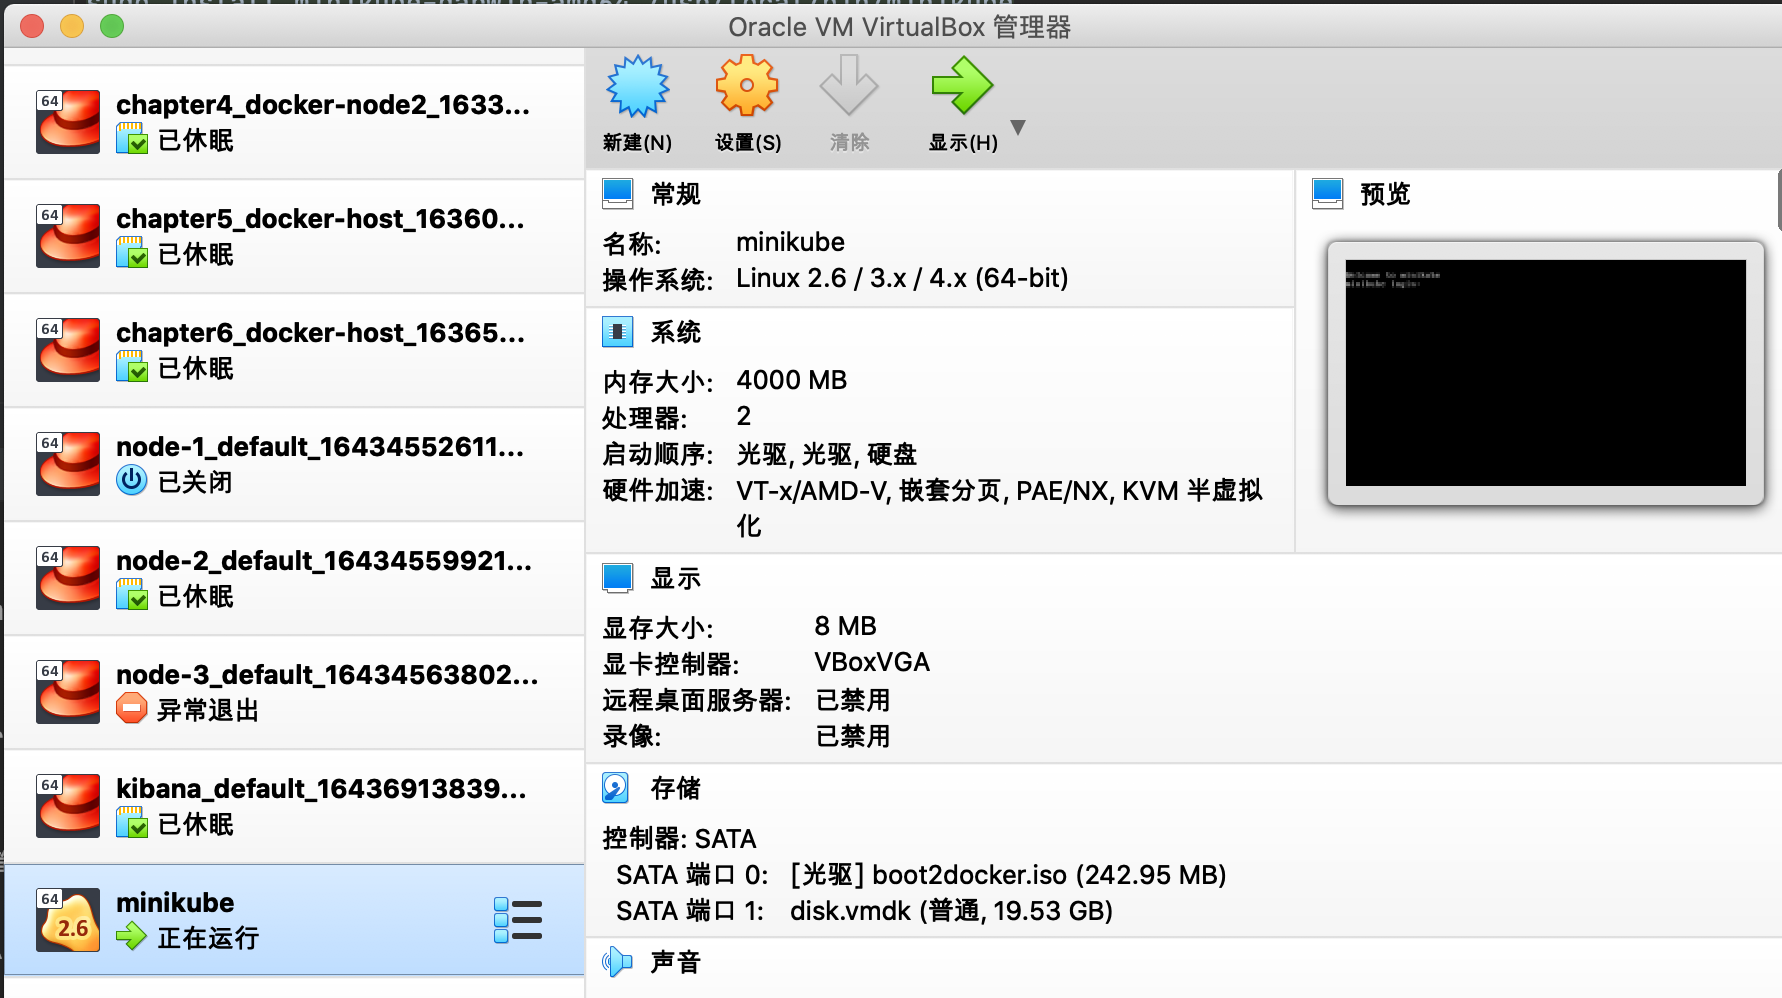 sudo install minikube-darwin-amd64 /usr/local/bin/minikube
Oracle VM VirtualBox 管理器
64
chapter4_docker-node2_1633...
已休眠
64
chapter5_docker-host_16360...
已休眠
64
chapter6_docker-host_16365...
已休眠
64
node-1_default_16434552611...
已关闭
64
node-2_default_16434559921...
已休眠
64
node-3_default_16434563802...
异常退出
64
kibana_default_16436913839...
已休眠
64
2.6
minikube
正在运行
新建(N)
设置(S)
清除
显示(H)
常规
名称: minikube
操作系统: Linux 2.6 / 3.x / 4.x (64-bit)
系统
内存大小: 4000 MB
处理器: 2
启动顺序: 光驱, 光驱, 硬盘
硬件加速: VT-x/AMD-V, 嵌套分页, PAE/NX, KVM 半虚拟
化
预览
Welcome to minikube
minikube login:
显示
显存大小: 8 MB
显卡控制器: VBoxVGA
远程桌面服务器: 已禁用
录像: 已禁用
存储
控制器: SATA
SATA 端口 0: [光驱] boot2docker.iso (242.95 MB)
SATA 端口 1: disk.vmdk (普通, 19.53 GB)
声音